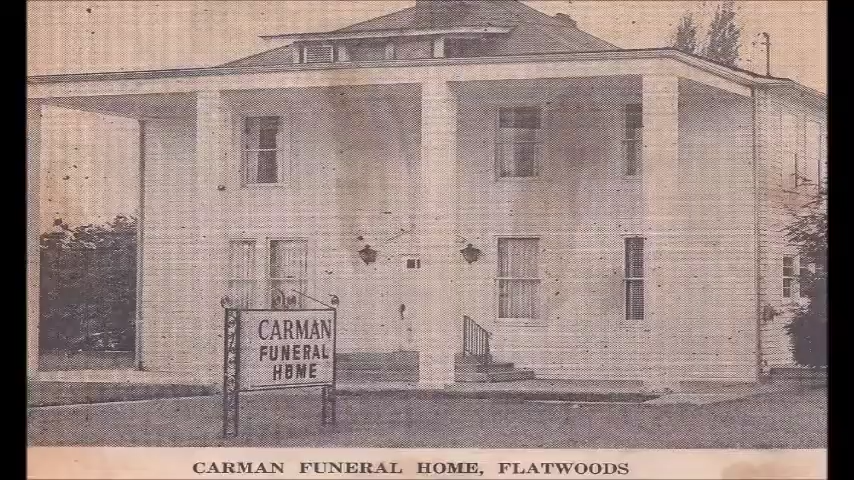 CARMAN
FUNERAL
HOME
CARMAN FUNERAL HOME, FLATWOODS